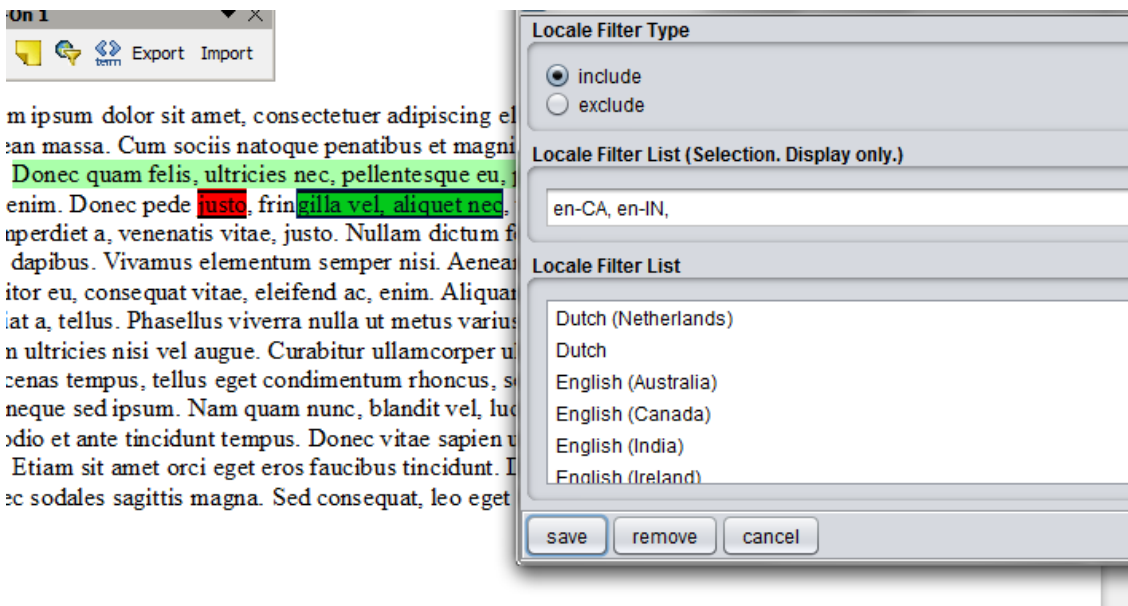 -On 1
term Export Import
m ipsum dolor sit amet, consectetuer adipiscing el
ean massa. Cum sociis natoque penatibus et magni
Donec quam felis, ultricies nec, pellentesque eu,
enim. Donec pede justo, fringilla vel, aliquet nec,
mperdiet a, venenatis vitae, justo. Nullam dictum f
dapibus. Vivamus elementum semper nisi. Aenea
itor eu, consequat vitae, eleifend ac, enim. Aliqua
iat a, tellus. Phasellus viverra nulla ut metus varius
n ultricies nisi vel augue. Curabitur ullamcorper ul
cenas tempus, tellus eget condimentum rhoncus, s
neque sed ipsum. Nam quam nunc, blandit vel, luc
odio et ante tincidunt tempus. Donec vitae sapien u
Etiam sit amet orci eget eros faucibus tincidunt. D
ec sodales sagittis magna. Sed consequat, leo eget
Locale Filter Type
include
exclude
Locale Filter List (Selection. Display only.)
en-CA, en-IN,
Locale Filter List
Dutch (Netherlands)
Dutch
English (Australia)
English (Canada)
English (India)
English (Ireland)
save remove cancel